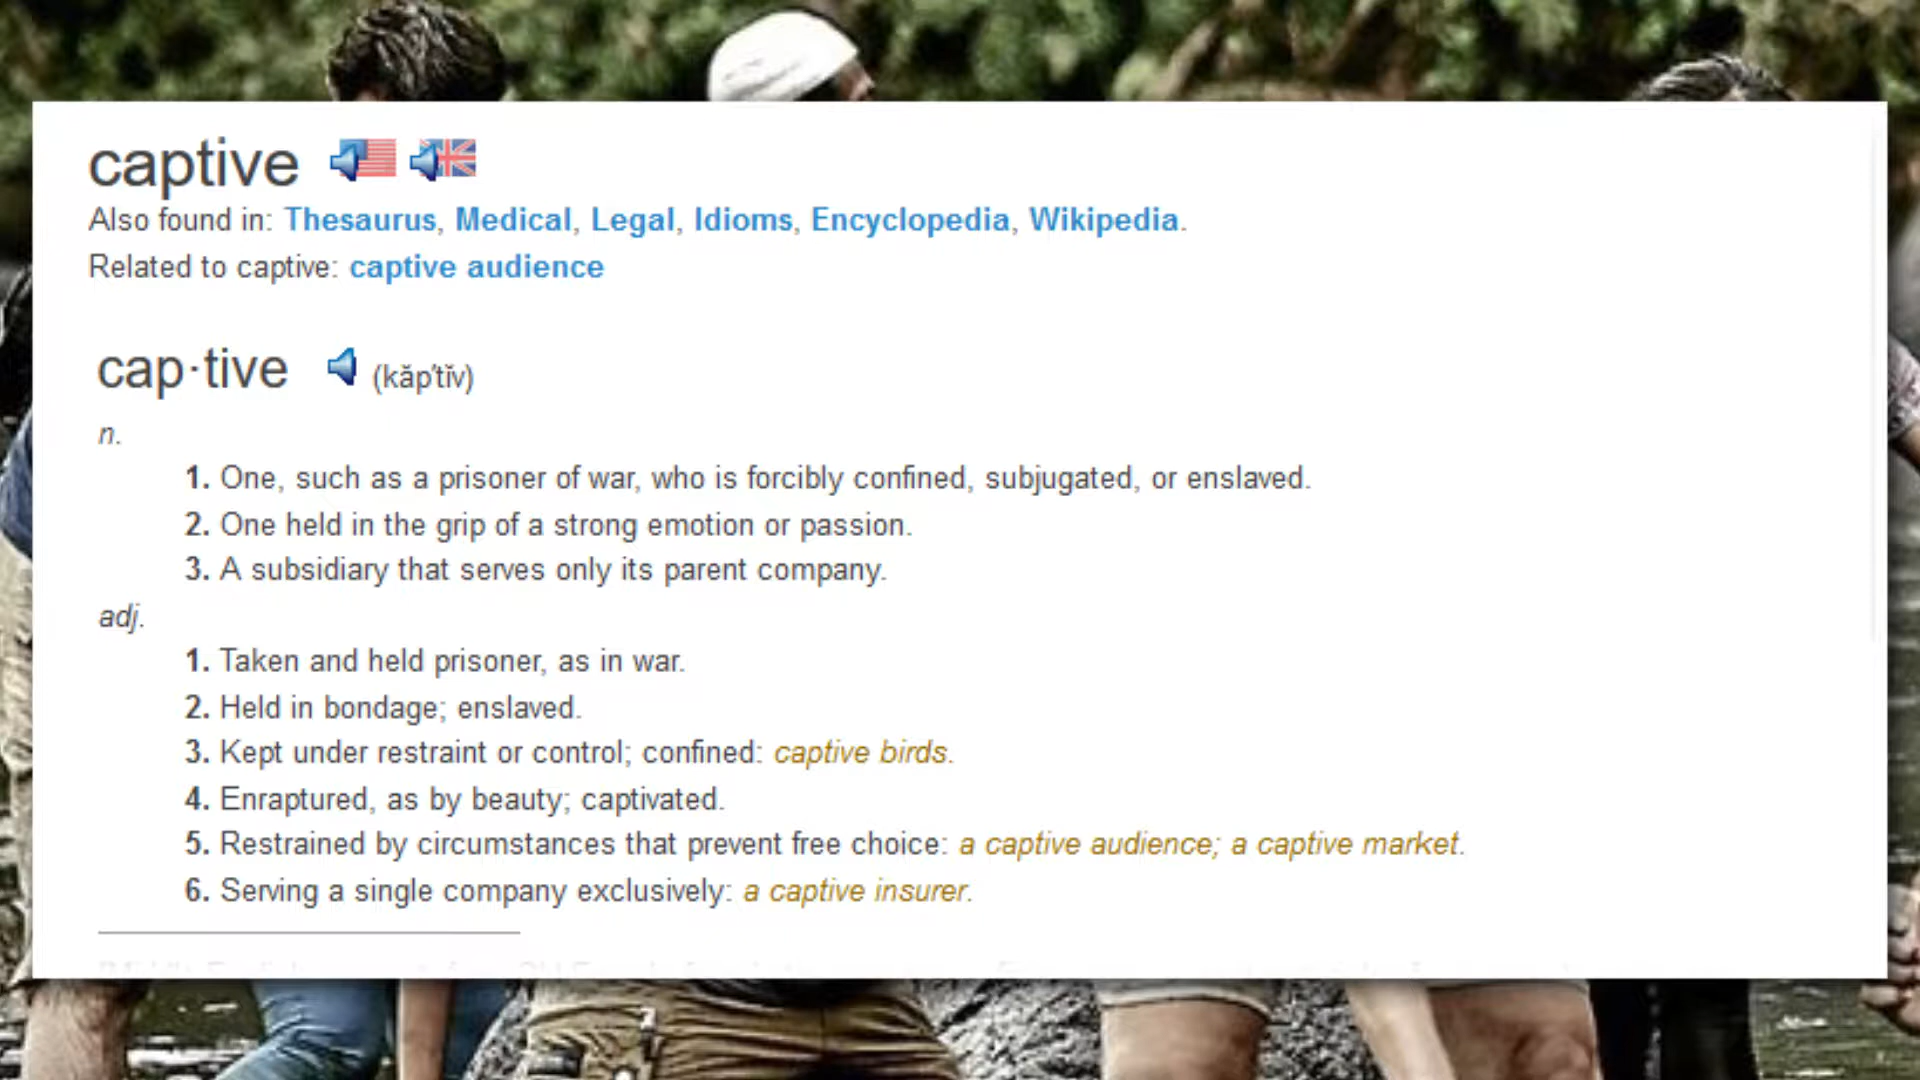 captive
Also found in: Thesaurus, Medical, Legal, Idioms, Encyclopedia, Wikipedia.
Related to captive: captive audience
cap·tive (kăp′tĭv)
n.
1. One, such as a prisoner of war, who is forcibly confined, subjugated, or enslaved.
2. One held in the grip of a strong emotion or passion.
3. A subsidiary that serves only its parent company.
adj.
1. Taken and held prisoner, as in war.
2. Held in bondage; enslaved.
3. Kept under restraint or control; confined: captive birds.
4. Enraptured, as by beauty; captivated.
5. Restrained by circumstances that prevent free choice: a captive audience; a captive market.
6. Serving a single company exclusively: a captive insurer.